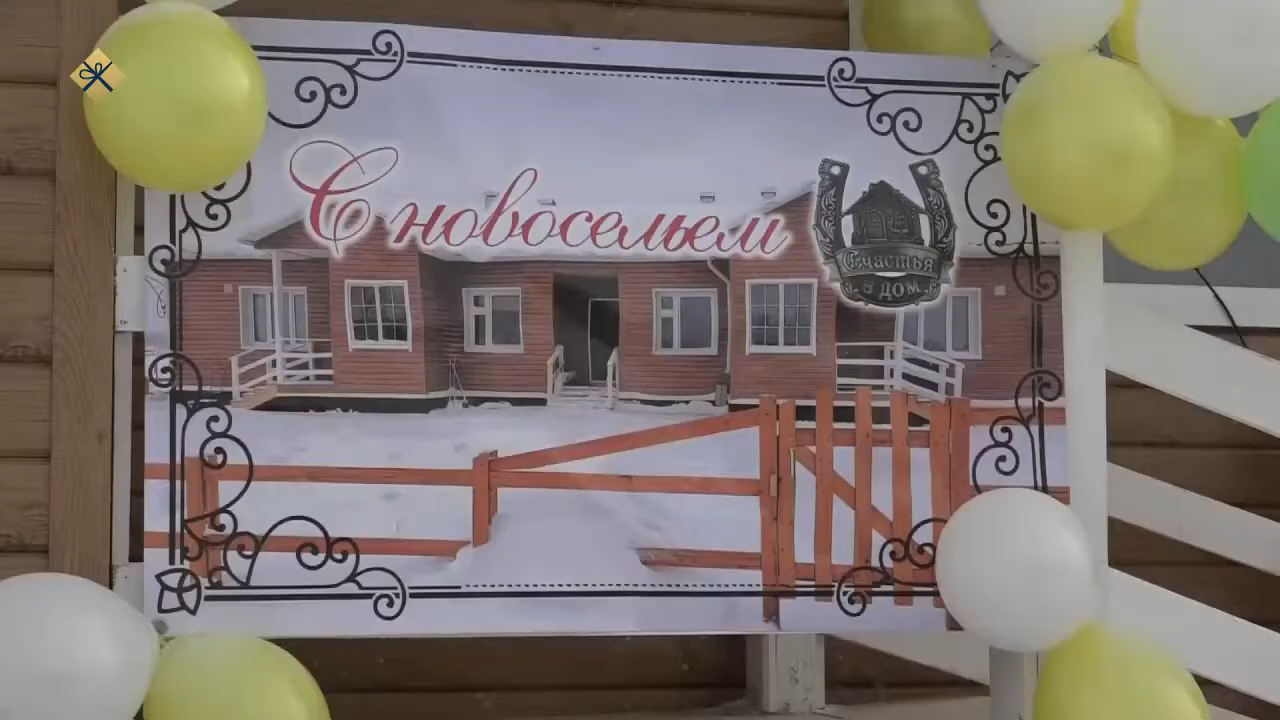 С новосельем
Счастья
в дом